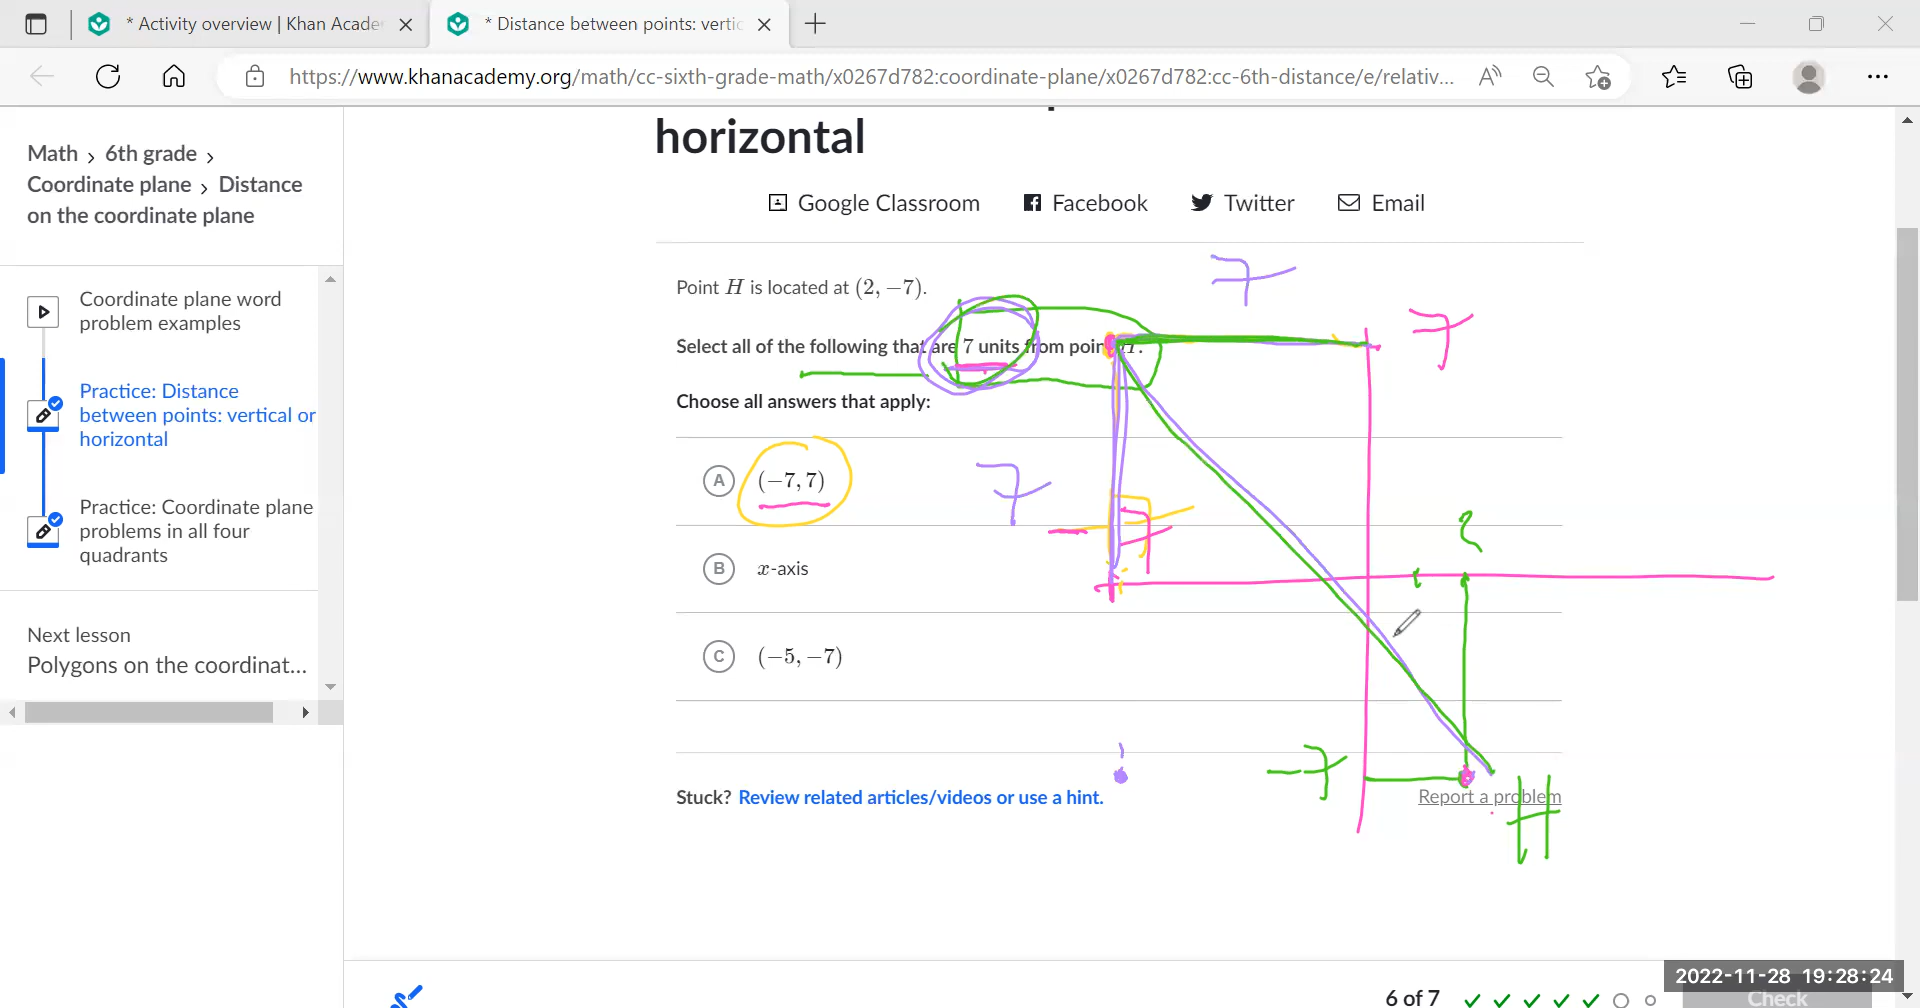 * Activity overview | Khan Acade
* Distance between points: vertic
https://www.khanacademy.org/math/cc-sixth-grade-math/x0267d782:coordinate-plane/x0267d782:cc-6th-distance/e/relativ...
Math › 6th grade ›
Coordinate plane › Distance
on the coordinate plane
Coordinate plane word
problem examples
Practice: Distance
between points: vertical or
horizontal
Practice: Coordinate plane
problems in all four
quadrants
Next lesson
Polygons on the coordinat...
horizontal
Google Classroom
Facebook
Twitter
Email
Point H is located at (2, −7).
Select all of the following that are 7 units from point H.
Choose all answers that apply:
A
(−7, 7)
B
x-axis
C
(−5, −7)
7
7
7
-7
2
-7
H
Stuck? Review related articles/videos or use a hint.
Report a problem
6 of 7
Check
2022-11-28 19:28:24